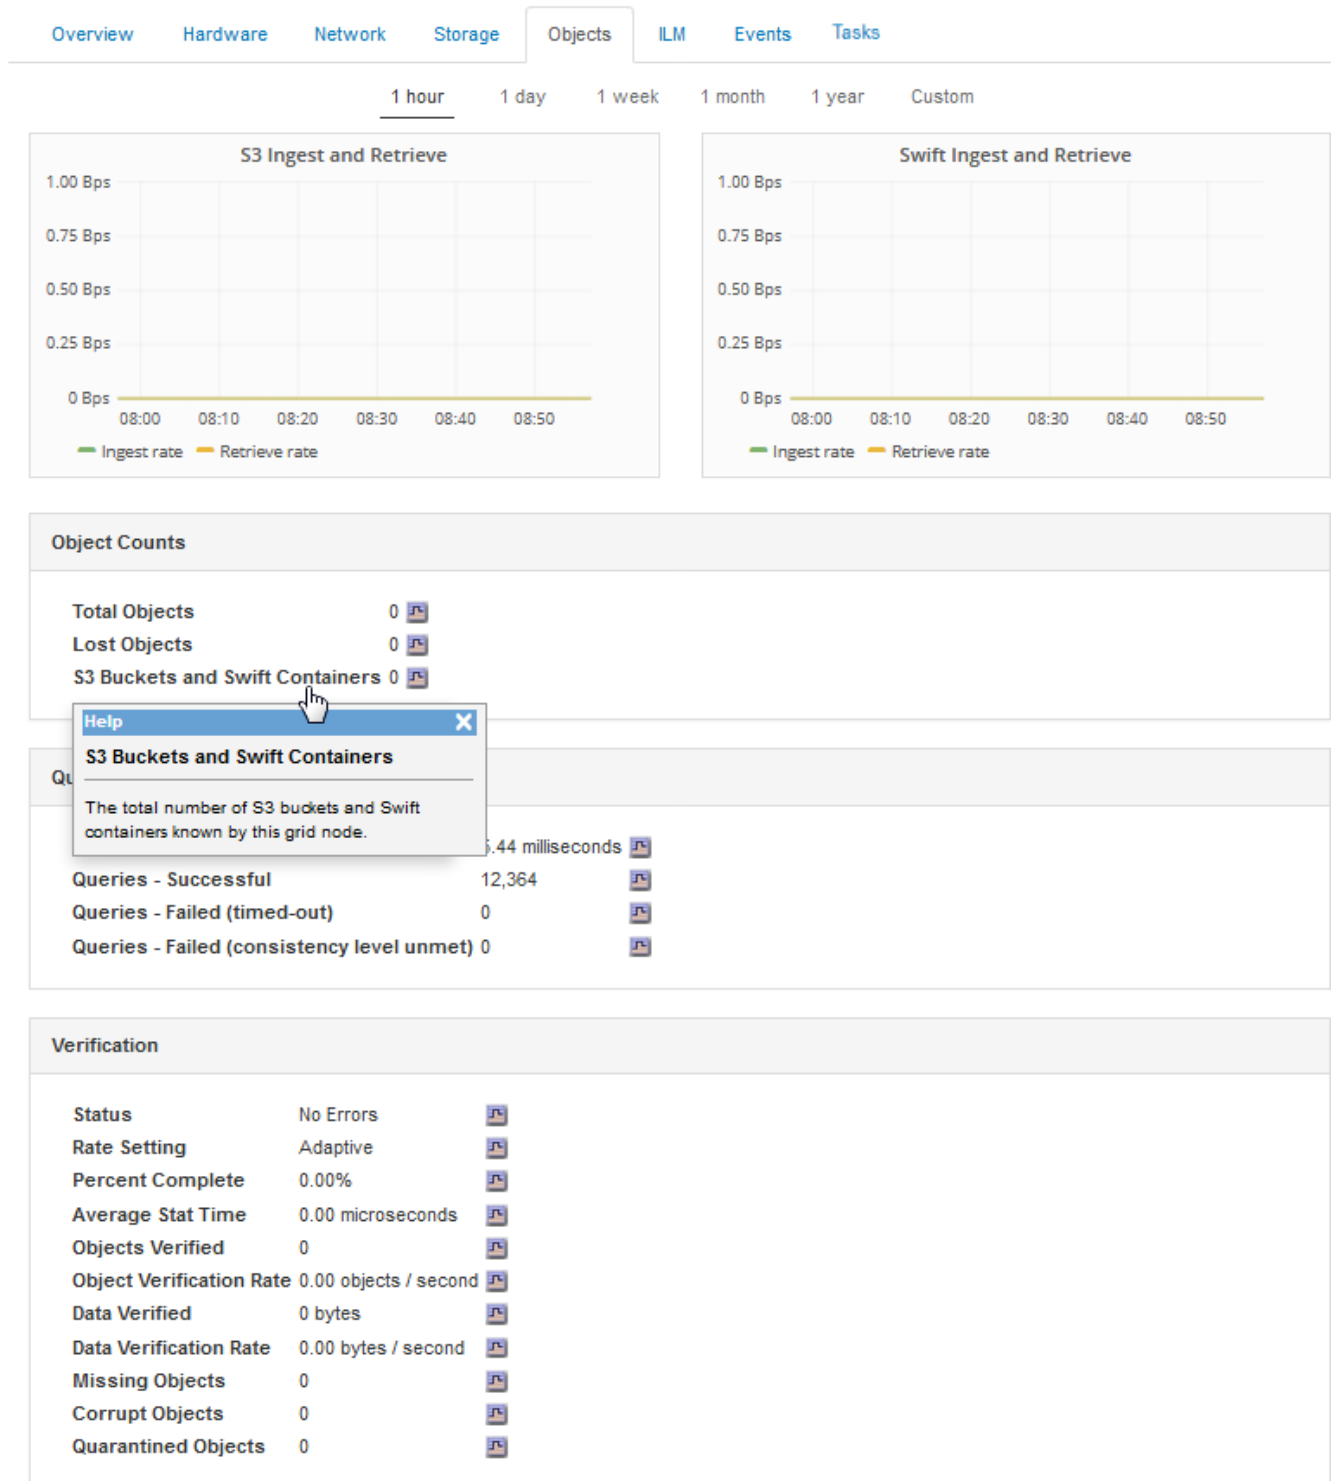 Overview Hardware Network Storage Objects ILM Events Tasks
1 hour 1 day 1 week 1 month 1 year Custom
S3 Ingest and Retrieve
1.00 Bps
0.75 Bps
0.50 Bps
0.25 Bps
0 Bps
08:00 08:10 08:20 08:30 08:40 08:50
Ingest rate Retrieve rate
Swift Ingest and Retrieve
1.00 Bps
0.75 Bps
0.50 Bps
0.25 Bps
0 Bps
08:00 08:10 08:20 08:30 08:40 08:50
Ingest rate Retrieve rate
Object Counts
Total Objects 0
Lost Objects 0
S3 Buckets and Swift Containers 0
Help
S3 Buckets and Swift Containers
The total number of S3 buckets and Swift
containers known by this grid node.
.44 milliseconds
Queries - Successful 12,364
Queries - Failed (timed-out) 0
Queries - Failed (consistency level unmet) 0
Verification
Status No Errors
Rate Setting Adaptive
Percent Complete 0.00%
Average Stat Time 0.00 microseconds
Objects Verified 0
Object Verification Rate 0.00 objects / second
Data Verified 0 bytes
Data Verification Rate 0.00 bytes / second
Missing Objects 0
Corrupt Objects 0
Quarantined Objects 0